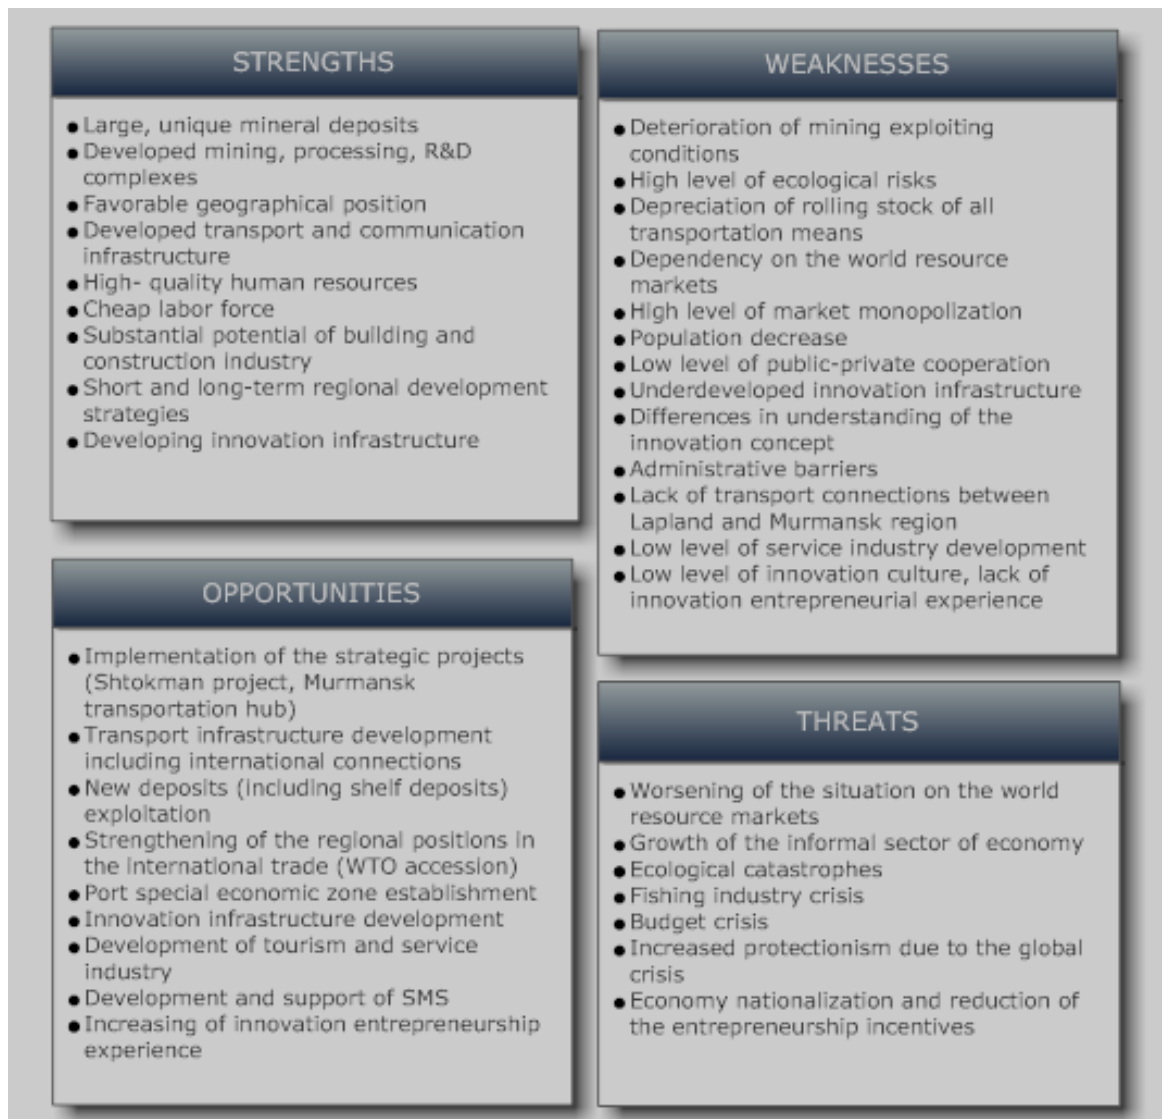 STRENGTHS
● Large, unique mineral deposits
● Developed mining, processing, R&D
complexes
● Favorable geographical position
● Developed transport and communication
infrastructure
● High- quality human resources
● Cheap labor force
● Substantial potential of building and
construction industry
● Short and long-term regional development
strategies
● Developing innovation infrastructure
WEAKNESSES
● Deterioration of mining exploiting
conditions
● High level of ecological risks
● Depreciation of rolling stock of all
transportation means
● Dependency on the world resource
markets
● High level of market monopolization
● Population decrease
● Low level of public-private cooperation
● Underdeveloped innovation infrastructure
● Differences in understanding of the
innovation concept
● Administrative barriers
● Lack of transport connections between
Lapland and Murmansk region
● Low level of service industry development
● Low level of innovation culture, lack of
innovation entrepreneurial experience
OPPORTUNITIES
● Implementation of the strategic projects
(Shtokman project, Murmansk
transportation hub)
● Transport infrastructure development
including international connections
● New deposits (including shelf deposits)
exploitation
● Strengthening of the regional positions in
the international trade (WTO accession)
● Port special economic zone establishment
● Innovation infrastructure development
● Development of tourism and service
industry
● Development and support of SMS
● Increasing of innovation entrepreneurship
experience
THREATS
● Worsening of the situation on the world
resource markets
● Growth of the informal sector of economy
● Ecological catastrophes
● Fishing industry crisis
● Budget crisis
● Increased protectionism due to the global
crisis
● Economy nationalization and reduction of
the entrepreneurship incentives